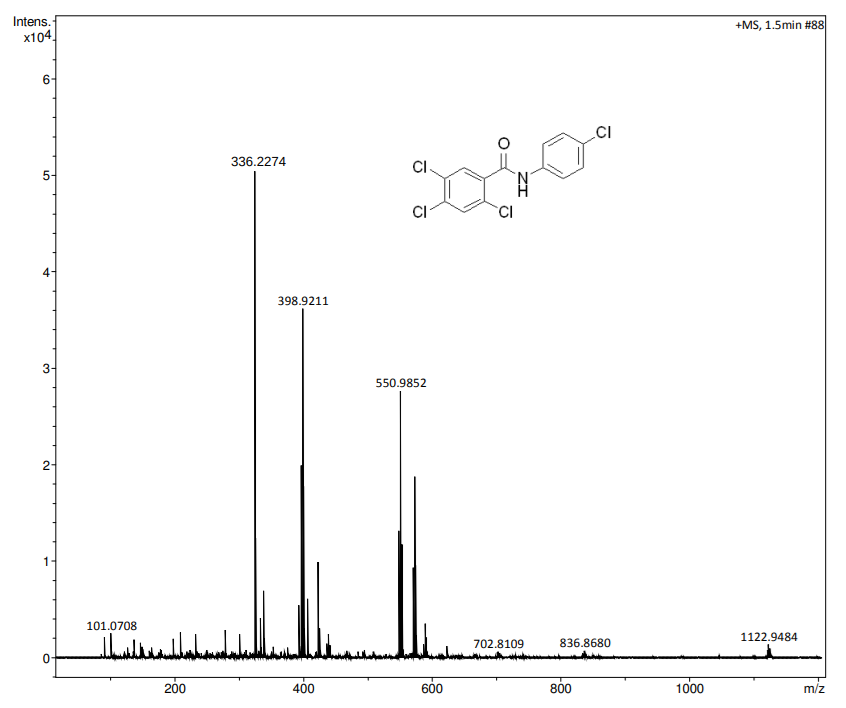 Intens.
x10⁴
+MS, 1.5min #88
6
Cl
O
Cl
N
H
Cl
Cl
336.2274
5
4
398.9211
3
550.9852
2
1
101.0708
702.8109
836.8680
1122.9484
0
200
400
600
800
1000
m/z